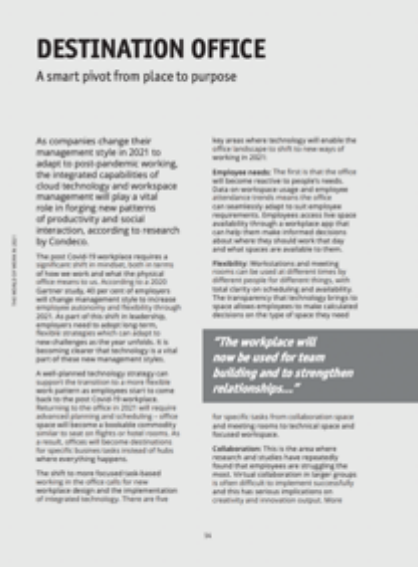 DESTINATION OFFICE
A smart pivot from place to purpose
As companies change their
management style in 2021 to
adapt to post-pandemic working,
the integrated capabilities of
cloud technology and workspace
management will play a vital
role in forging new patterns
of productivity and social
interaction, according to research
by Condeco.
The post Covid-19 workplace requires a
significant shift in mindset, both in terms
of how we work and what the physical
office means to us. According to a 2020
Gartner study, 40 per cent of employers
will change management style to increase
employee autonomy and flexibility through
2021. As part of this shift in leadership,
employers need to adopt long term,
flexible strategies which can adapt to
new challenges as the year unfolds. It is
becoming clearer that technology is a vital
part of these new management styles.
A well-planned technology strategy can
support the transition to a more flexible
work pattern as employees start to come
back to the post Covid-19 workplace.
Returning to the office in 2021 will require
advanced planning and scheduling – office
space will become a bookable commodity
similar to seat on flights or hotel rooms. As
a result, offices will become destinations
for specific busines tasks instead of hubs
where everything happens.
The shift to more focused task-based
working in the office calls for new
workplace design and the implementation
of integrated technology. There are five
key areas where technology will enable the
office landscape to shift to new ways of
working in 2021:
Employee needs: The first is that the office
will become reactive to people's needs.
Data on workspace usage and employee
attendance trends means the office
can seamlessly adapt to suit employee
requirements. Employees access live space
availability through a workplace app that
can help them make informed decisions
about where they should work that day
and what spaces are available to them.
Flexibility: Workstations and meeting
rooms can be used at different times by
different people for different things, with
total clarity on scheduling and availability.
The transparency that technology brings to
space allows employees to make calculated
decisions on the type of space they need
"The workplace will
now be used for team
building and to strengthen
relationships..."
for specific tasks from collaboration space
and meeting rooms to technical space and
focused workspace.
Collaboration: This is the area where
research and studies have repeatedly
found that employees are struggling the
most. Virtual collaboration in larger groups
is often difficult to implement successfully
and this has serious implications on
creativity and innovation output. More